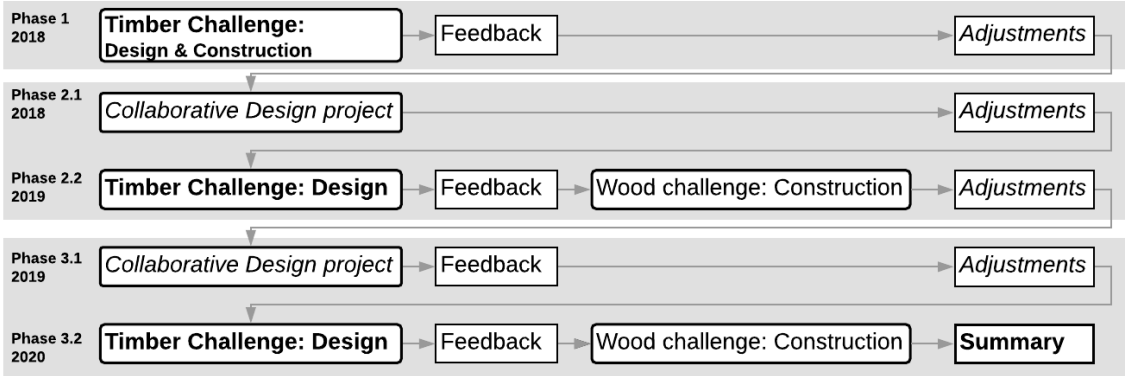 Phase 1
2018
Timber Challenge:
Design & Construction
Feedback
Adjustments
Phase 2.1
2018
Collaborative Design project
Adjustments
Phase 2.2
2019
Timber Challenge: Design
Feedback
Wood challenge: Construction
Adjustments
Phase 3.1
2019
Collaborative Design project
Feedback
Adjustments
Phase 3.2
2020
Timber Challenge: Design
Feedback
Wood challenge: Construction
Summary